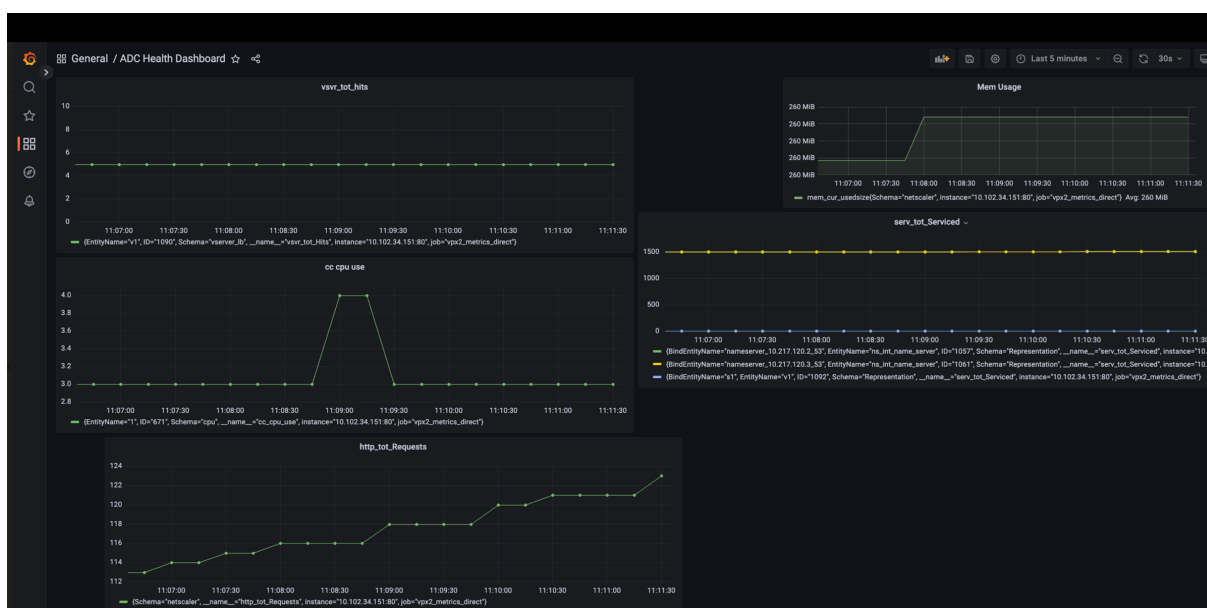 General / ADC Health Dashboard
Last 5 minutes
30s
vsvr_tot_hits
10
8
6
4
2
0
11:07:00 11:07:30 11:08:00 11:08:30 11:09:00 11:09:30 11:10:00 11:10:30 11:11:00 11:11:30
{EntityName="v1", ID="1090", Schema="vserver_lb", __name__="vsvr_tot_Hits", instance="10.102.34.151:80", job="vpx2_metrics_direct"}
Mem Usage
260 MiB
260 MiB
260 MiB
260 MiB
260 MiB
11:07:00 11:07:30 11:08:00 11:08:30 11:09:00 11:09:30 11:10:00 11:10:30 11:11:00 11:11:30
mem_cur_usedsize{Schema="netscaler", instance="10.102.34.151:80", job="vpx2_metrics_direct"} Avg: 260 MiB
serv_tot_Serviced
1500
1000
500
0
11:07:00 11:07:30 11:08:00 11:08:30 11:09:00 11:09:30 11:10:00 11:10:30 11:11:00 11:11:30
{BindEntityName="nameserver_10.217.120.2_53", EntityName="ns_int_name_server", ID="1057", Schema="Representation", __name__="serv_tot_Serviced", instance="10.
{BindEntityName="nameserver_10.217.120.3_53", EntityName="ns_int_name_server", ID="1061", Schema="Representation", __name__="serv_tot_Serviced", instance="10.
{BindEntityName="s1", EntityName="v1", ID="1092", Schema="Representation", __name__="serv_tot_Serviced", instance="10.102.34.151:80", job="vpx2_metrics_direct"}
cc cpu use
4.0
3.8
3.6
3.4
3.2
3.0
2.8
11:07:00 11:07:30 11:08:00 11:08:30 11:09:00 11:09:30 11:10:00 11:10:30 11:11:00 11:11:30
{EntityName="1", ID="671", Schema="cpu", __name__="cc_cpu_use", instance="10.102.34.151:80", job="vpx2_metrics_direct"}
http_tot_Requests
124
122
120
118
116
114
112
11:07:00 11:07:30 11:08:00 11:08:30 11:09:00 11:09:30 11:10:00 11:10:30 11:11:00 11:11:30
{Schema="netscaler", __name__="http_tot_Requests", instance="10.102.34.151:80", job="vpx2_metrics_direct"}